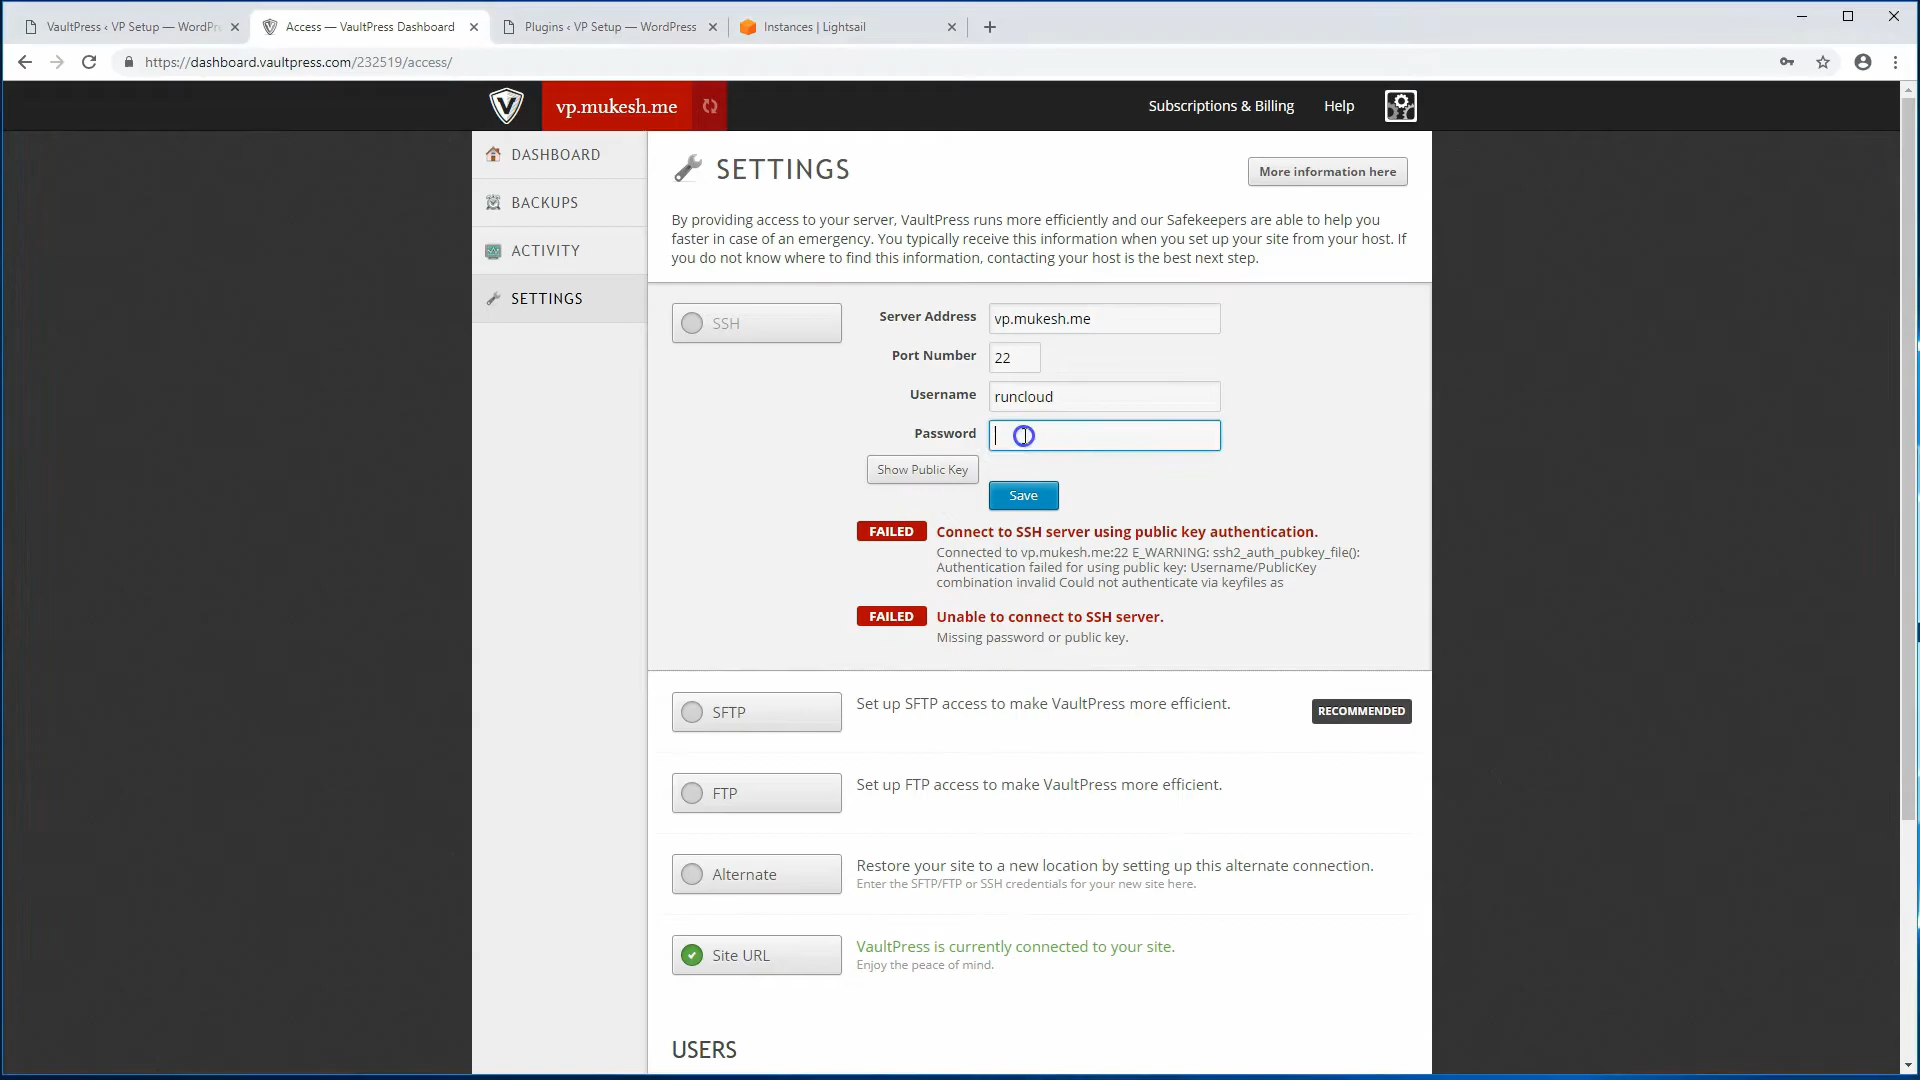 VaultPress ‹ VP Setup — WordPr
Access — VaultPress Dashboard
Plugins ‹ VP Setup — WordPress
Instances | Lightsail
https://dashboard.vaultpress.com/232519/access/
V
vp.mukesh.me
Subscriptions & Billing
Help
DASHBOARD
BACKUPS
ACTIVITY
SETTINGS
SETTINGS
More information here
By providing access to your server, VaultPress runs more efficiently and our Safekeepers are able to help you
faster in case of an emergency. You typically receive this information when you set up your site from your host. If
you do not know where to find this information, contacting your host is the best next step.
SSH
Server Address
vp.mukesh.me
Port Number
22
Username
runcloud
Password
Show Public Key
Save
FAILED
Connect to SSH server using public key authentication.
Connected to vp.mukesh.me:22 E_WARNING: ssh2_auth_pubkey_file():
Authentication failed for using public key: Username/PublicKey
combination invalid Could not authenticate via keyfiles as
FAILED
Unable to connect to SSH server.
Missing password or public key.
SFTP
Set up SFTP access to make VaultPress more efficient.
RECOMMENDED
FTP
Set up FTP access to make VaultPress more efficient.
Alternate
Restore your site to a new location by setting up this alternate connection.
Enter the SFTP/FTP or SSH credentials for your new site here.
Site URL
VaultPress is currently connected to your site.
Enjoy the peace of mind.
USERS